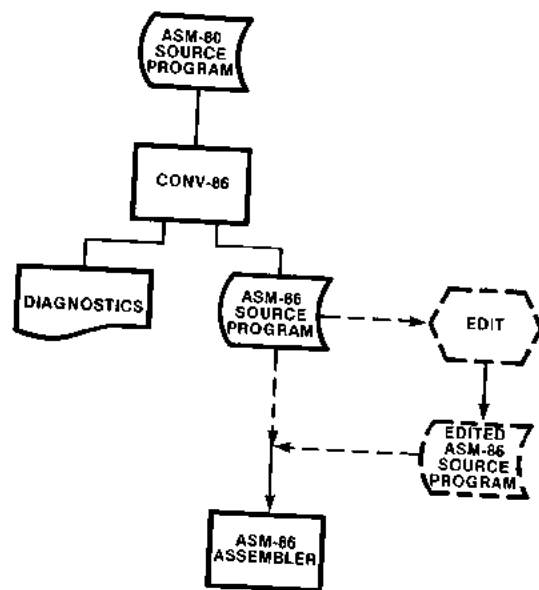 ASM-80
SOURCE
PROGRAM
CONV-86
DIAGNOSTICS
ASM-86
SOURCE
PROGRAM
EDIT
EDITED
ASM-86
SOURCE
PROGRAM
ASM-86
ASSEMBLER